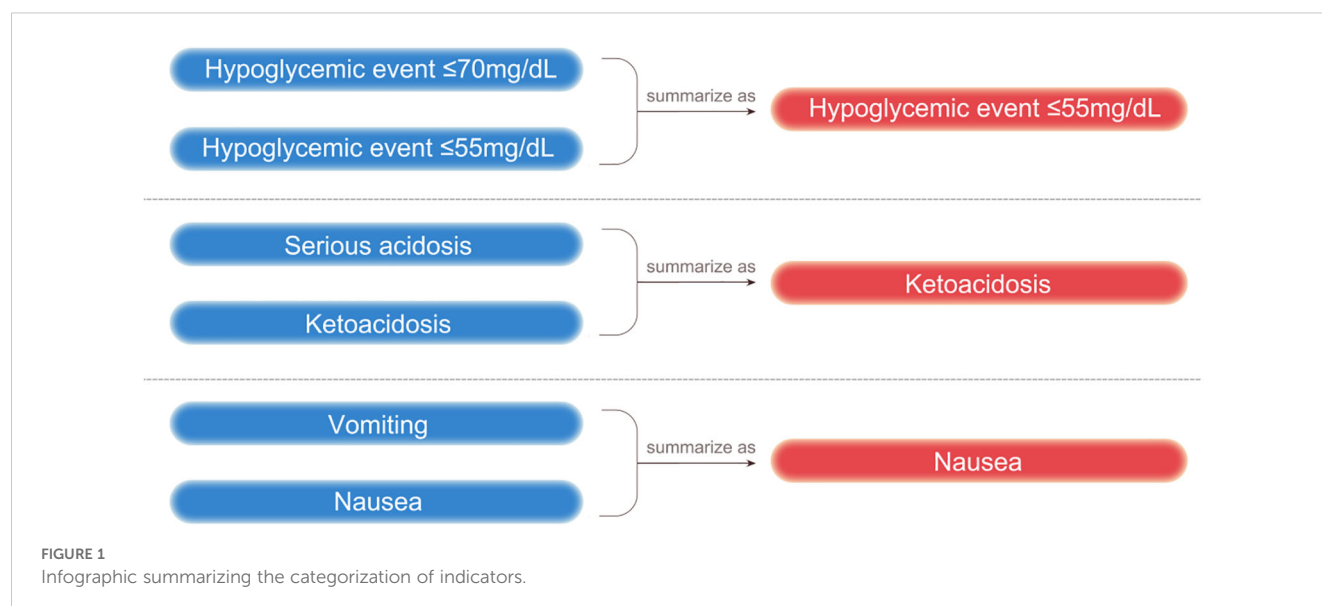 Hypoglycemic event ≤70mg/dL
Hypoglycemic event ≤55mg/dL
summarize as
Hypoglycemic event ≤55mg/dL
Serious acidosis
Ketoacidosis
summarize as
Ketoacidosis
Vomiting
Nausea
summarize as
Nausea
FIGURE 1
Infographic summarizing the categorization of indicators.